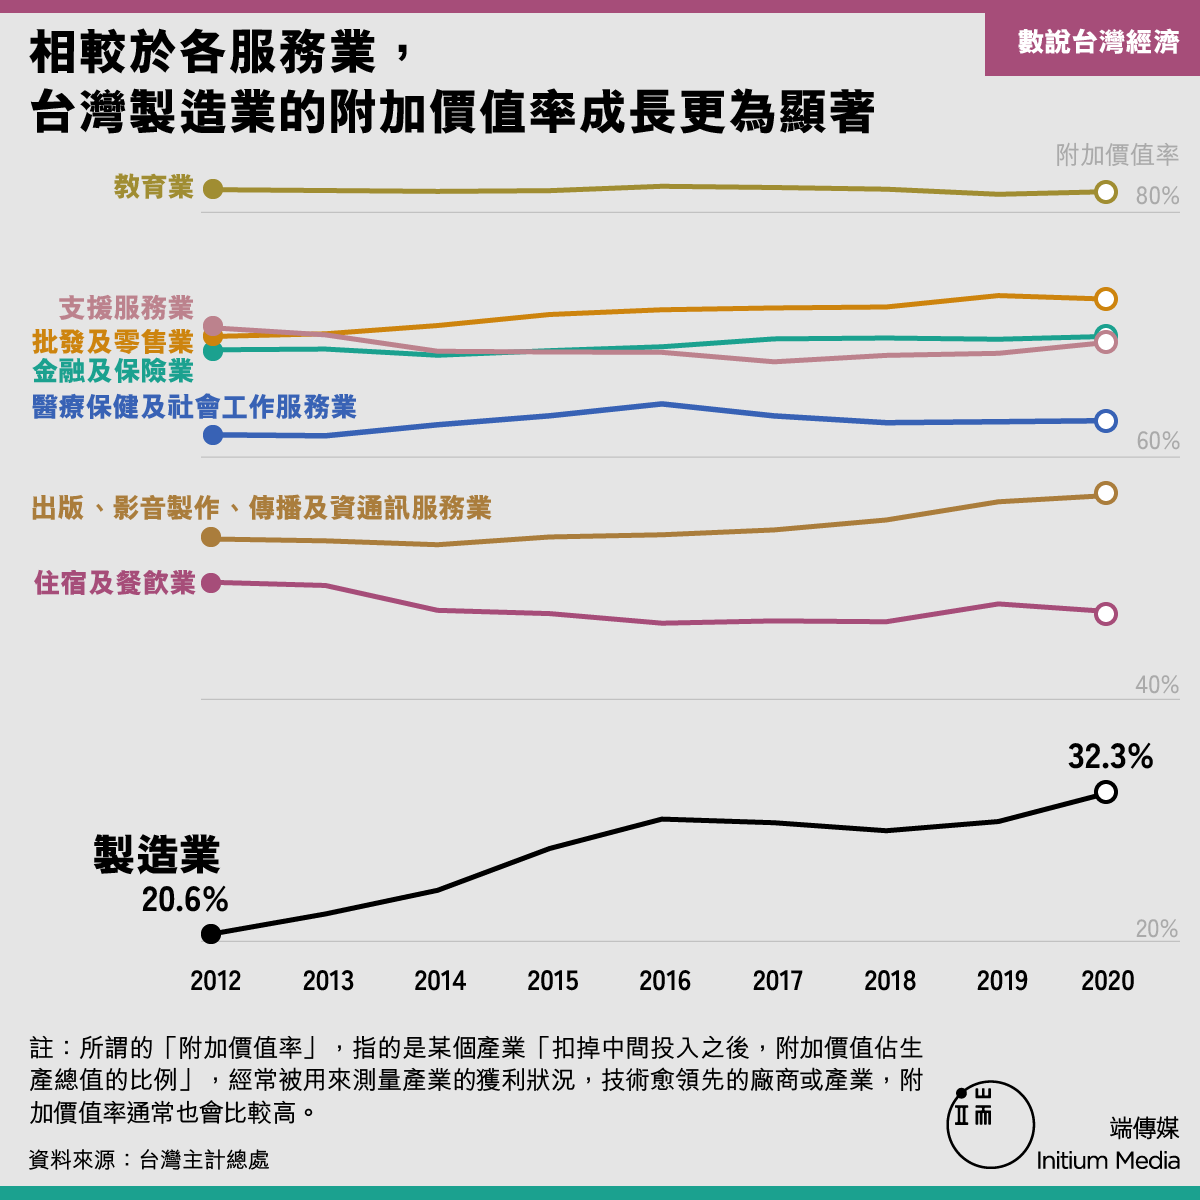 數說台灣經濟
相較於各服務業，
台灣製造業的附加價值率成長更為顯著
附加價值率
教育業
80%
支援服務業
批發及零售業
金融及保險業
醫療保健及社會工作服務業
60%
出版、影音製作、傳播及資通訊服務業
住宿及餐飲業
40%
32.3%
製造業
20.6%
20%
2012 2013 2014 2015 2016 2017 2018 2019 2020
註：所謂的「附加價值率」，指的是某個產業「扣掉中間投入之後，附加價值佔生
產總值的比例」，經常被用來測量產業的獲利狀況，技術愈領先的廠商或產業，附
加價值率通常也會比較高。
資料來源：台灣主計總處
端
端傳媒
Initium Media